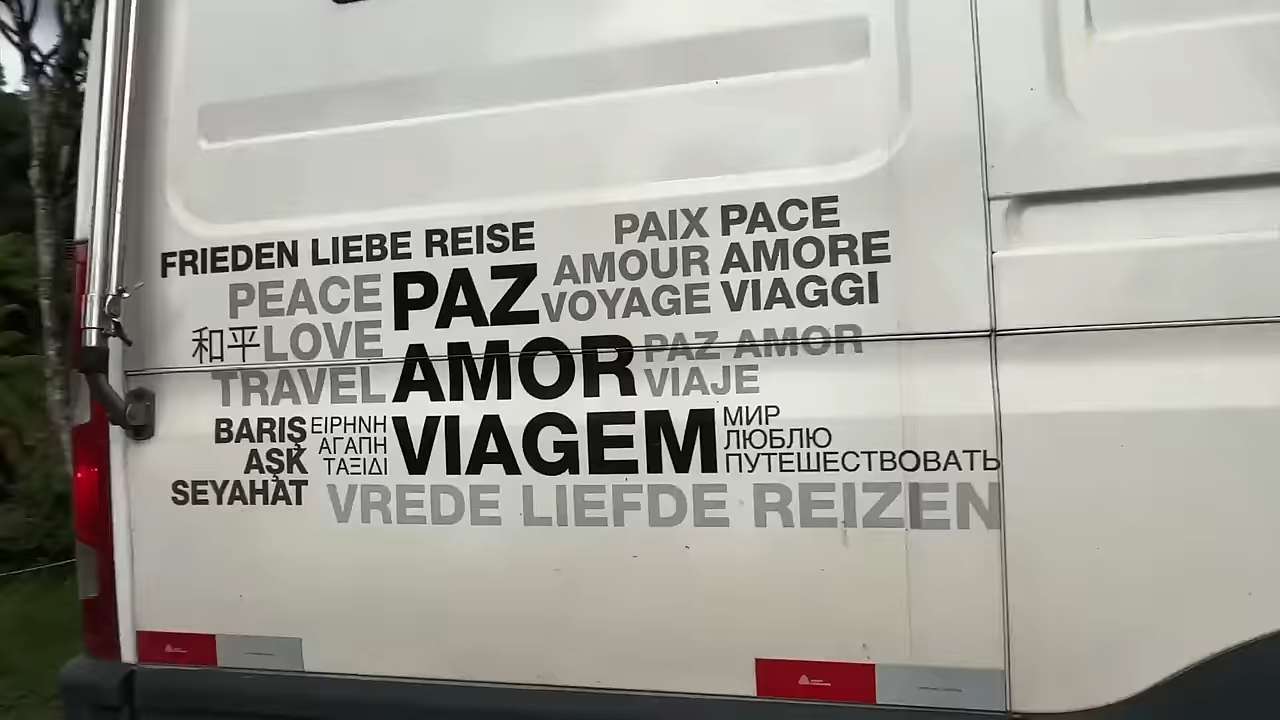 FRIEDEN LIEBE REISE
PAIX PACE
AMOUR AMORE
VOYAGE VIAGGI
PEACE
和平LOVE
TRAVEL
PAZ
AMOR
VIAGEM
PAZ AMOR
VIAJE
BARIŞ
AŞK
SEYAHAT
ΕΙΡΗΝΗ
ΑΓΑΠΗ
ΤΑΞΙΔΙ
МИР
ЛЮБЛЮ
ПУТЕШЕСТВОВАТЬ
VREDE LIEFDE REIZEN